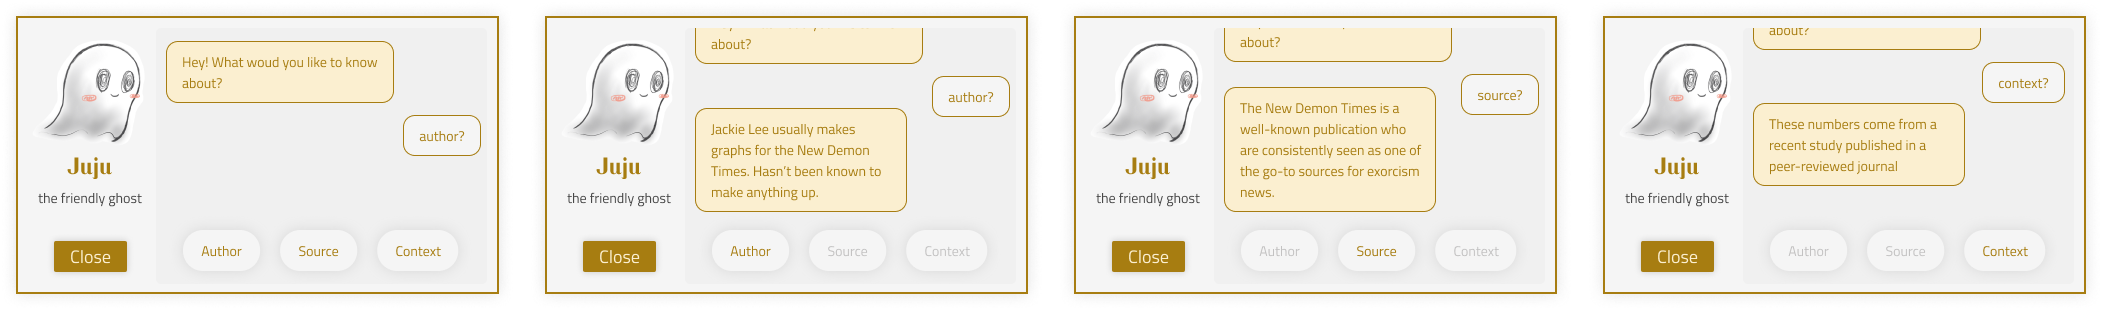 Hey! What woud you like to know
about?
author?
Juju
the friendly ghost
Close
Author
Source
Context
about?
author?
Jackie Lee usually makes
graphs for the New Demon
Times. Hasn't been known to
make anything up.
Juju
the friendly ghost
Close
Author
Source
Context
about?
source?
The New Demon Times is a
well-known publication who
are consistently seen as one of
the go-to sources for exorcism
news.
Juju
the friendly ghost
Close
Author
Source
Context
about?
context?
These numbers come from a
recent study published in a
peer-reviewed journal
Juju
the friendly ghost
Close
Author
Source
Context